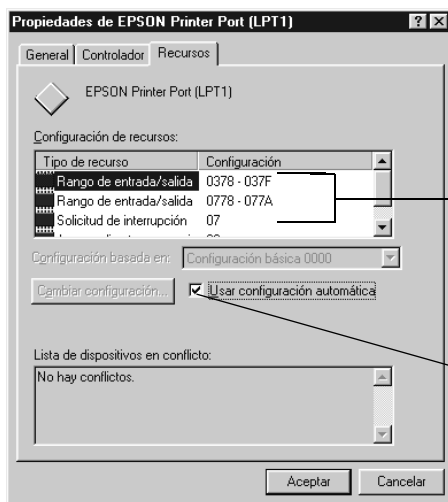 Propiedades de EPSON Printer Port (LPT1)
General Controlador Recursos
EPSON Printer Port (LPT1)
Configuración de recursos:
Tipo de recurso Configuración
Rango de entrada/salida 0378 - 037F
Rango de entrada/salida 0778 - 077A
Solicitud de interrupción 07
Configuración basada en: Configuración básica 0000
Cambiar configuración... Usar configuración automática
Lista de dispositivos en conflicto:
No hay conflictos.
Aceptar Cancelar